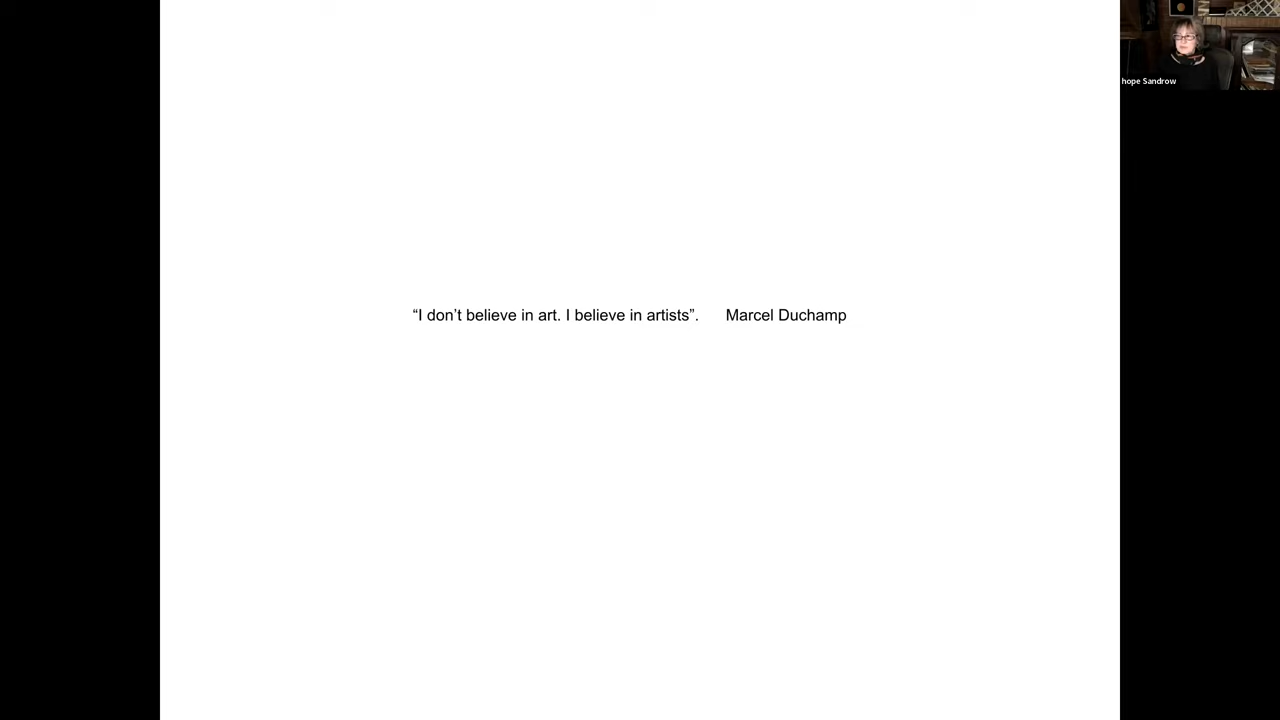 hope Sandrow
“I don’t believe in art. I believe in artists”. Marcel Duchamp